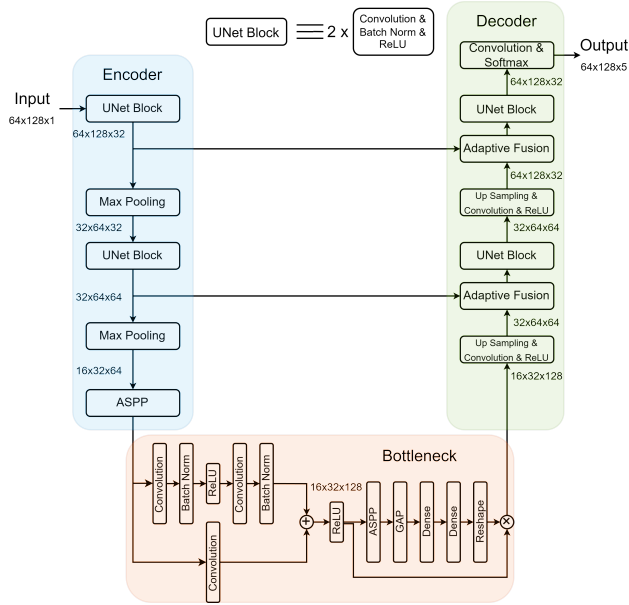 UNet Block
2 x
Convolution &
Batch Norm &
ReLU
Encoder
Input
64x128x1
UNet Block
64x128x32
Max Pooling
32x64x32
UNet Block
32x64x64
Max Pooling
16x32x64
ASPP
Decoder
Convolution &
Softmax
Output
64x128x5
64x128x32
UNet Block
Adaptive Fusion
64x128x32
Up Sampling &
Convolution & ReLU
32x64x64
UNet Block
Adaptive Fusion
32x64x64
Up Sampling &
Convolution & ReLU
16x32x128
Bottleneck
Convolution
Batch Norm
ReLU
Convolution
Batch Norm
16x32x128
Convolution
ReLU
ASPP
GAP
Dense
Dense
Reshape